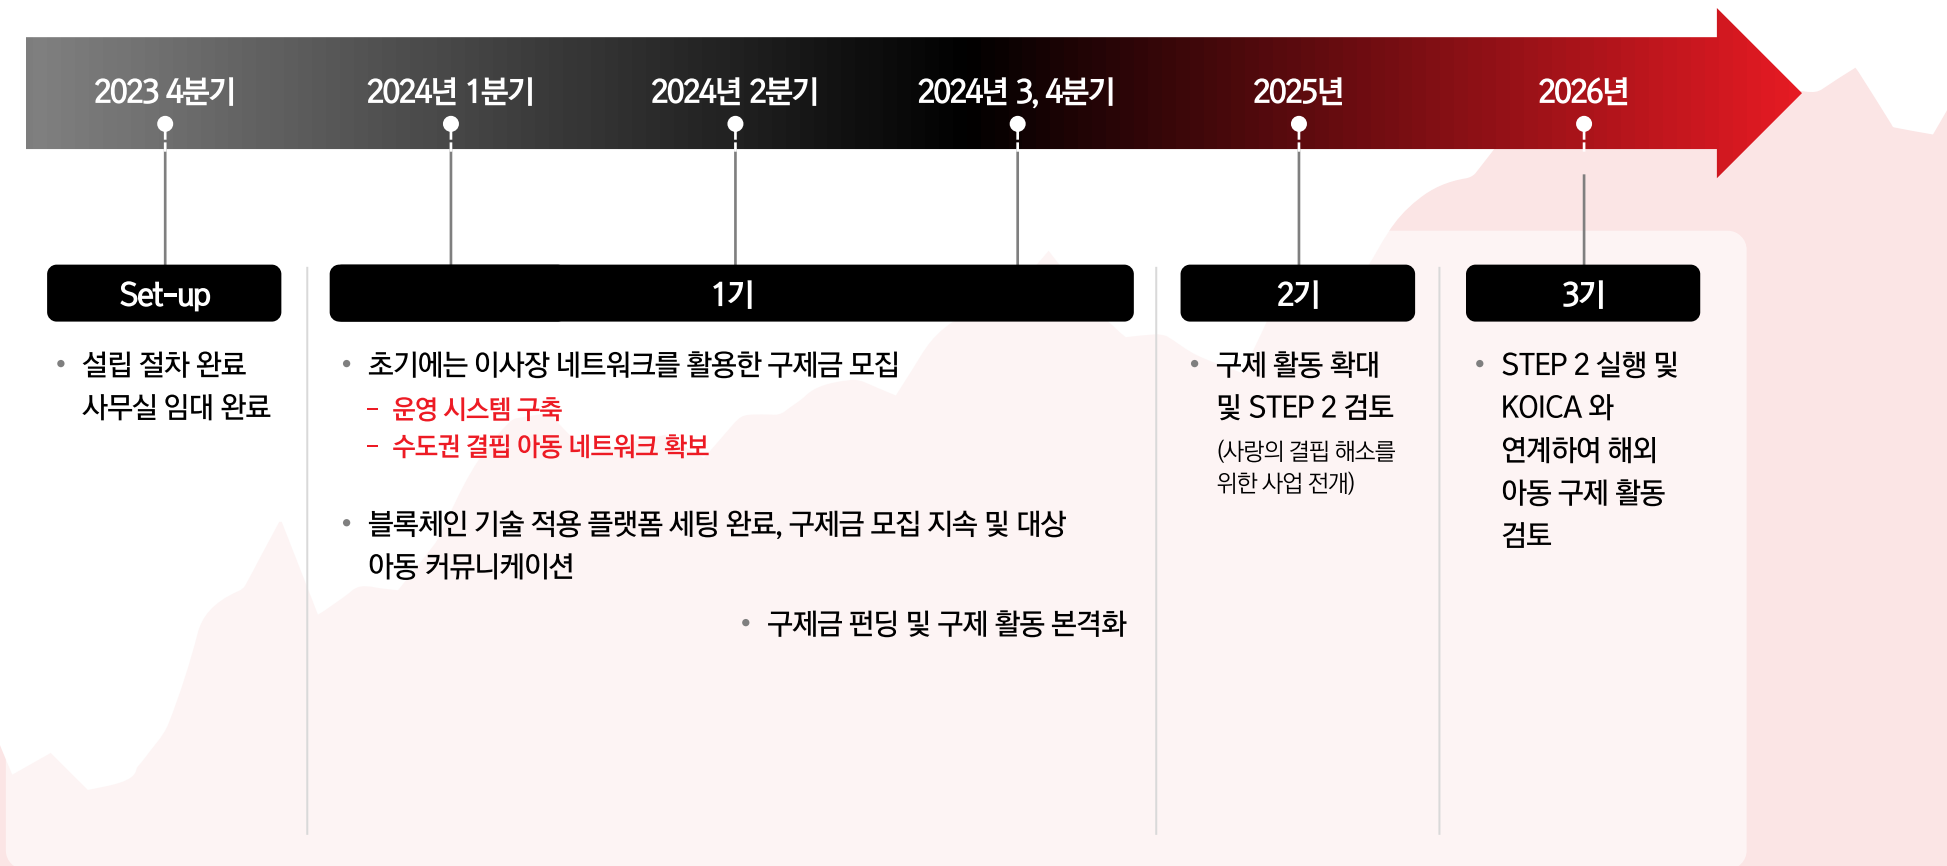 2023 4분기
2024년 1분기
2024년 2분기
2024년 3, 4분기
2025년
2026년
Set-up
• 설립 절차 완료
사무실 임대 완료
1기
• 초기에는 이사장 네트워크를 활용한 구제금 모집
– 운영 시스템 구축
– 수도권 결핍 아동 네트워크 확보
• 블록체인 기술 적용 플랫폼 세팅 완료, 구제금 모집 지속 및 대상
아동 커뮤니케이션
• 구제금 펀딩 및 구제 활동 본격화
2기
• 구제 활동 확대
및 STEP 2 검토
(사랑의 결핍 해소를
위한 사업 전개)
3기
• STEP 2 실행 및
KOICA 와
연계하여 해외
아동 구제 활동
검토